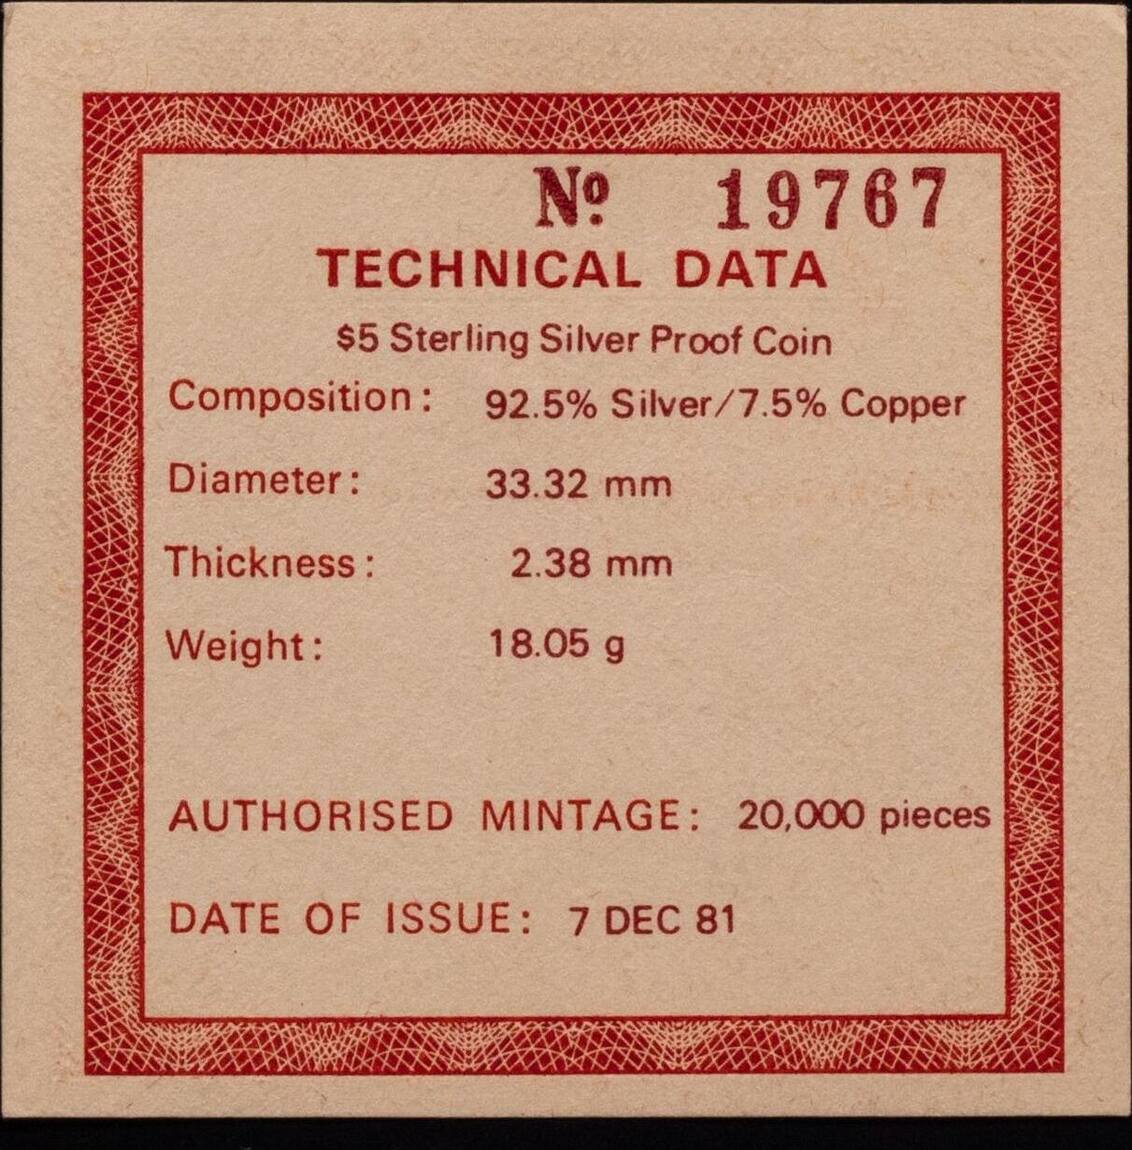 Nº 19767
TECHNICAL DATA
$5 Sterling Silver Proof Coin
Composition: 92.5% Silver/7.5% Copper
Diameter: 33.32 mm
Thickness: 2.38 mm
Weight: 18.05 g
AUTHORISED MINTAGE: 20,000 pieces
DATE OF ISSUE: 7 DEC 81